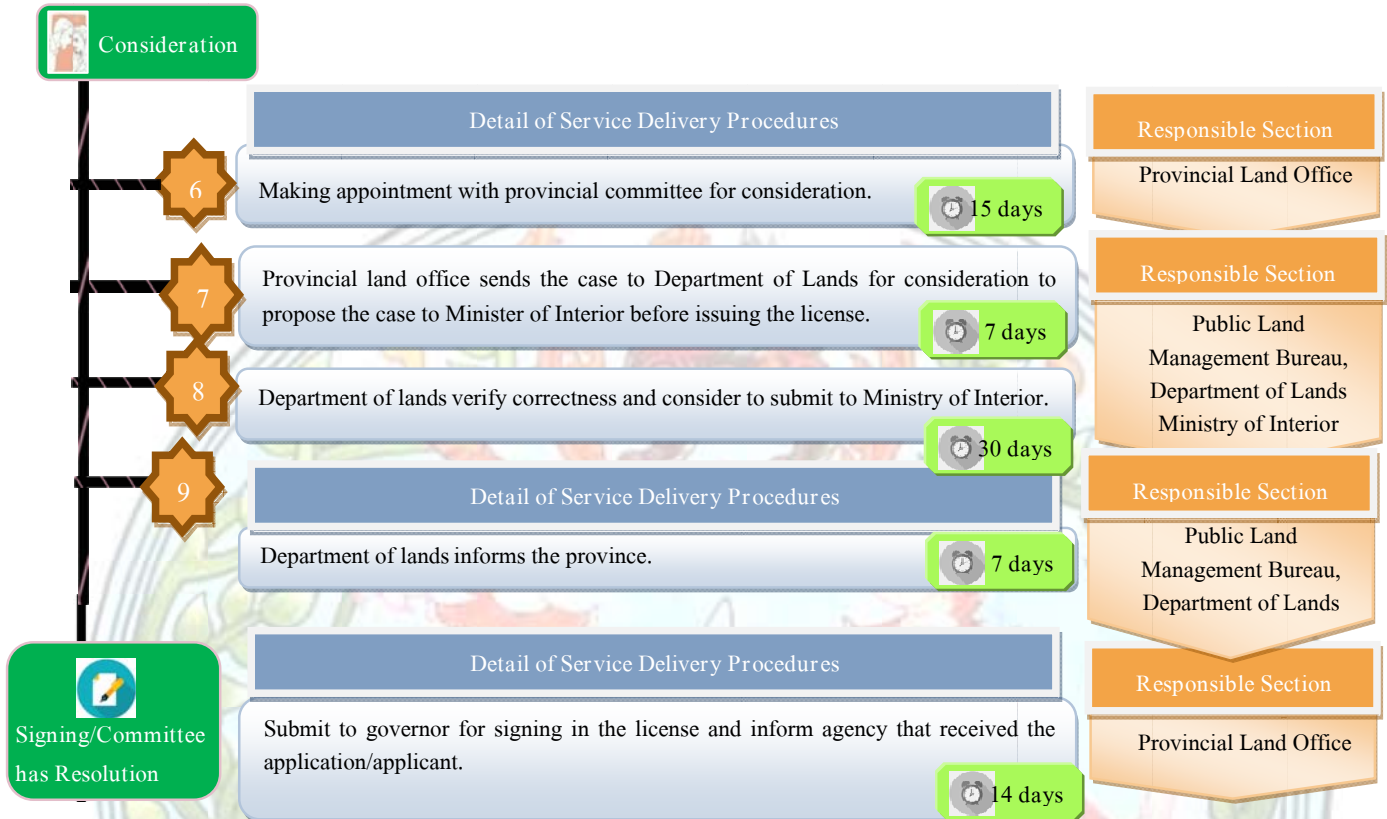 Consideration
Detail of Service Delivery Procedures
Responsible Section
6
Making appointment with provincial committee for consideration.
15 days
Provincial Land Office
7
Provincial land office sends the case to Department of Lands for consideration to
propose the case to Minister of Interior before issuing the license.
7 days
Responsible Section
Public Land
Management Bureau,
Department of Lands
Ministry of Interior
8
Department of lands verify correctness and consider to submit to Ministry of Interior.
30 days
9
Detail of Service Delivery Procedures
Responsible Section
Department of lands informs the province.
7 days
Public Land
Management Bureau,
Department of Lands
Signing/Committee
has Resolution
Detail of Service Delivery Procedures
Responsible Section
Submit to governor for signing in the license and inform agency that received the
application/applicant.
14 days
Provincial Land Office